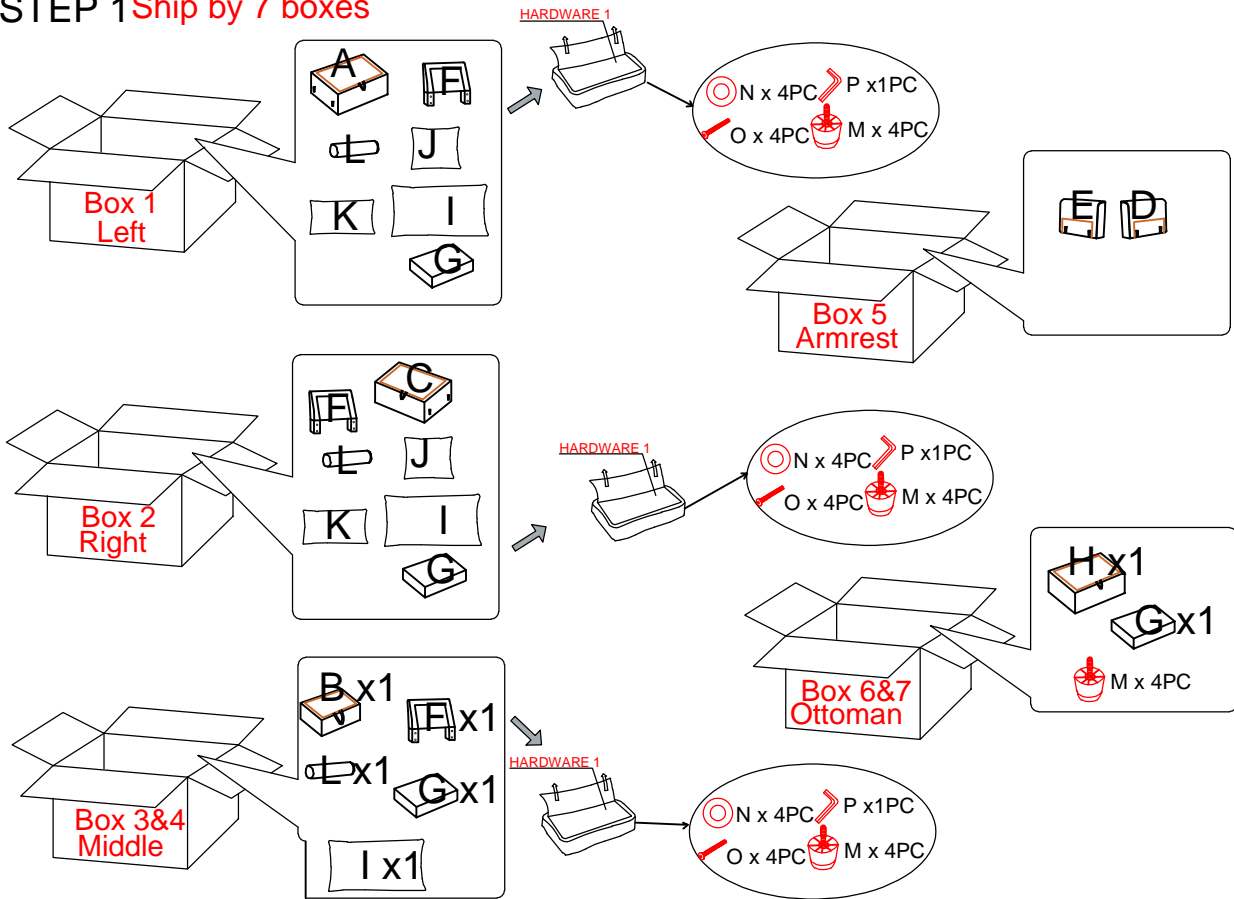 STEP 1 Ship by 7 boxes
HARDWARE 1
A
F
L
J
K
I
G
Box 1
Left
N x 4PC
P x1PC
O x 4PC
M x 4PC
E
D
Box 5
Armrest
C
F
L
J
K
I
G
Box 2
Right
HARDWARE 1
N x 4PC
P x1PC
O x 4PC
M x 4PC
H x1
G x1
M x 4PC
Box 6&7
Ottoman
B x1
F x1
L x1
G x1
I x1
Box 3&4
Middle
HARDWARE 1
N x 4PC
P x1PC
O x 4PC
M x 4PC